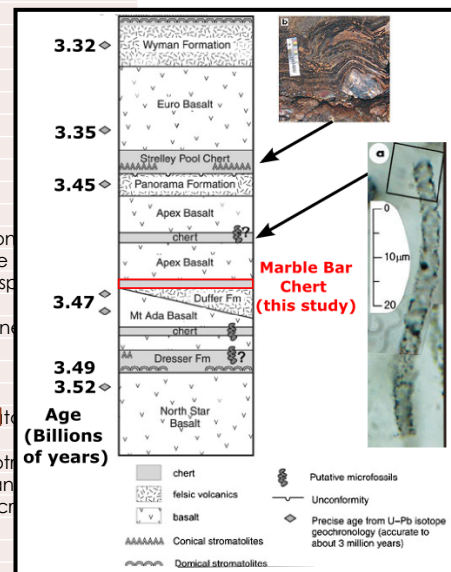 3.32
Wyman Formation
Euro Basalt
3.35
Strelley Pool Chert
3.45
Panorama Formation
Apex Basalt
chert
?
Apex Basalt
Marble Bar
Chert
(this study)
3.47
Duffer Fm
Mt Ada Basalt
chert
3.49
Dresser Fm
?
3.52
North Star
Basalt
Age
(Billions
of years)
b
a
0
10μm
20
chert
felsic volcanics
basalt
Conical stromatolites
Domical stromatolites
Putative microfossils
Unconformity
Precise age from U–Pb isotope
geochronology (accurate to
about 3 million years)